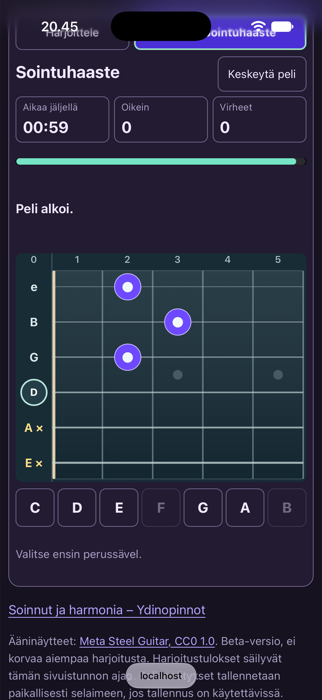 20.45
Harjoittele
Sointuhaaste
Sointuhaaste
Keskeytä peli
Aikaa jäljellä
00:59
Oikein
0
Virheet
0
Peli alkoi.
0 1 2 3 4 5
e
B
G
D
A ×
E ×
C D E F G A B
Valitse ensin perussävel.
Soinnut ja harmonia – Ydinopinnot
Ääninäytteet: Meta Steel Guitar, CC0 1.0. Beta-versio, ei
korvaa aiempaa harjoitusta. Harjoitustulokset säilyvät
tämän sivuistunnon
tallennetaan
localhost
paikallisesti selaimeen, jos tallennus on käytettävissä.